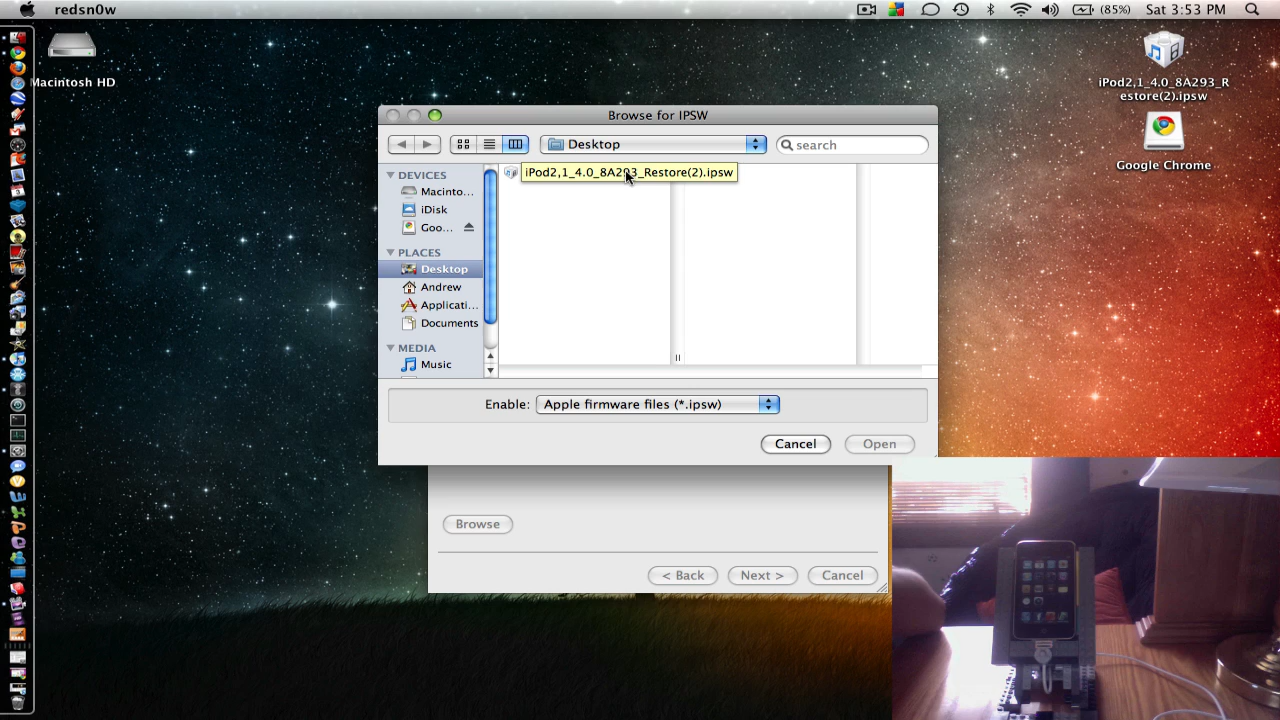 redsn0w
(85%)
Sat 3:53 PM
Macintosh HD
iPod2,1_4.0_8A293_R
estore(2).ipsw
Google Chrome
Browse for IPSW
Desktop
search
DEVICES
Macinto...
iDisk
Goo...
PLACES
Desktop
Andrew
Applicati...
Documents
MEDIA
Music
iPod2,1_4.0_8A293_Restore(2).ipsw
Enable:
Apple firmware files (*.ipsw)
Cancel
Open
Browse
< Back
Next >
Cancel